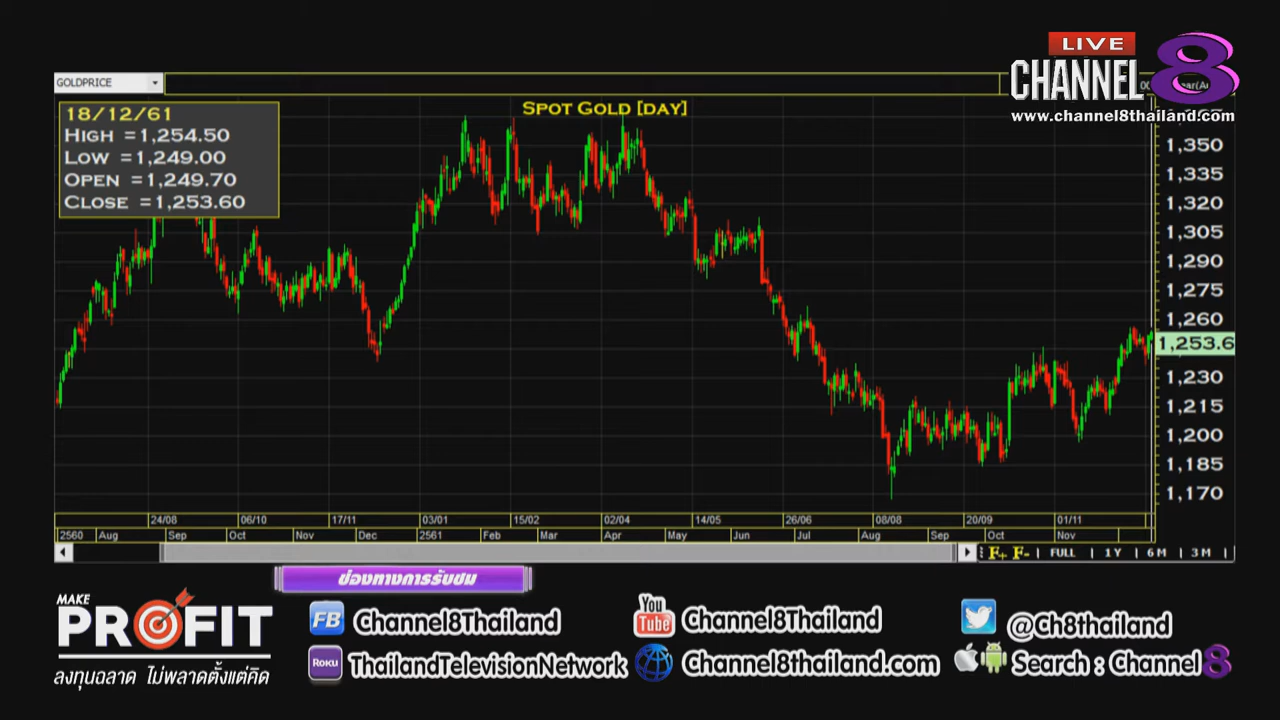 LIVE
CHANNEL 8
www.channel8thailand.com
GOLDPRICE
SPOT GOLD [DAY]
18/12/61
HIGH =1,254.50
LOW =1,249.00
OPEN =1,249.70
CLOSE =1,253.60
1,350
1,335
1,320
1,305
1,290
1,275
1,260
1,253.6
1,230
1,215
1,200
1,185
1,170
24/08 06/10 17/11 03/01 15/02 02/04 14/05 26/06 08/08 20/09 01/11
2560 Aug Sep Oct Nov Dec 2561 Feb Mar Apr May Jun Jul Aug Sep Oct Nov
F+ F- FULL 1Y 6M 3M
ช่องทางการรับชม
MAKE
PROFIT
ลงทุนฉลาด ไม่พลาดตั้งแต่คิด
FB Channel8Thailand
You Tube Channel8Thailand
@Ch8thailand
Roku ThailandTelevisionNetwork
Channel8thailand.com
Search : Channel 8